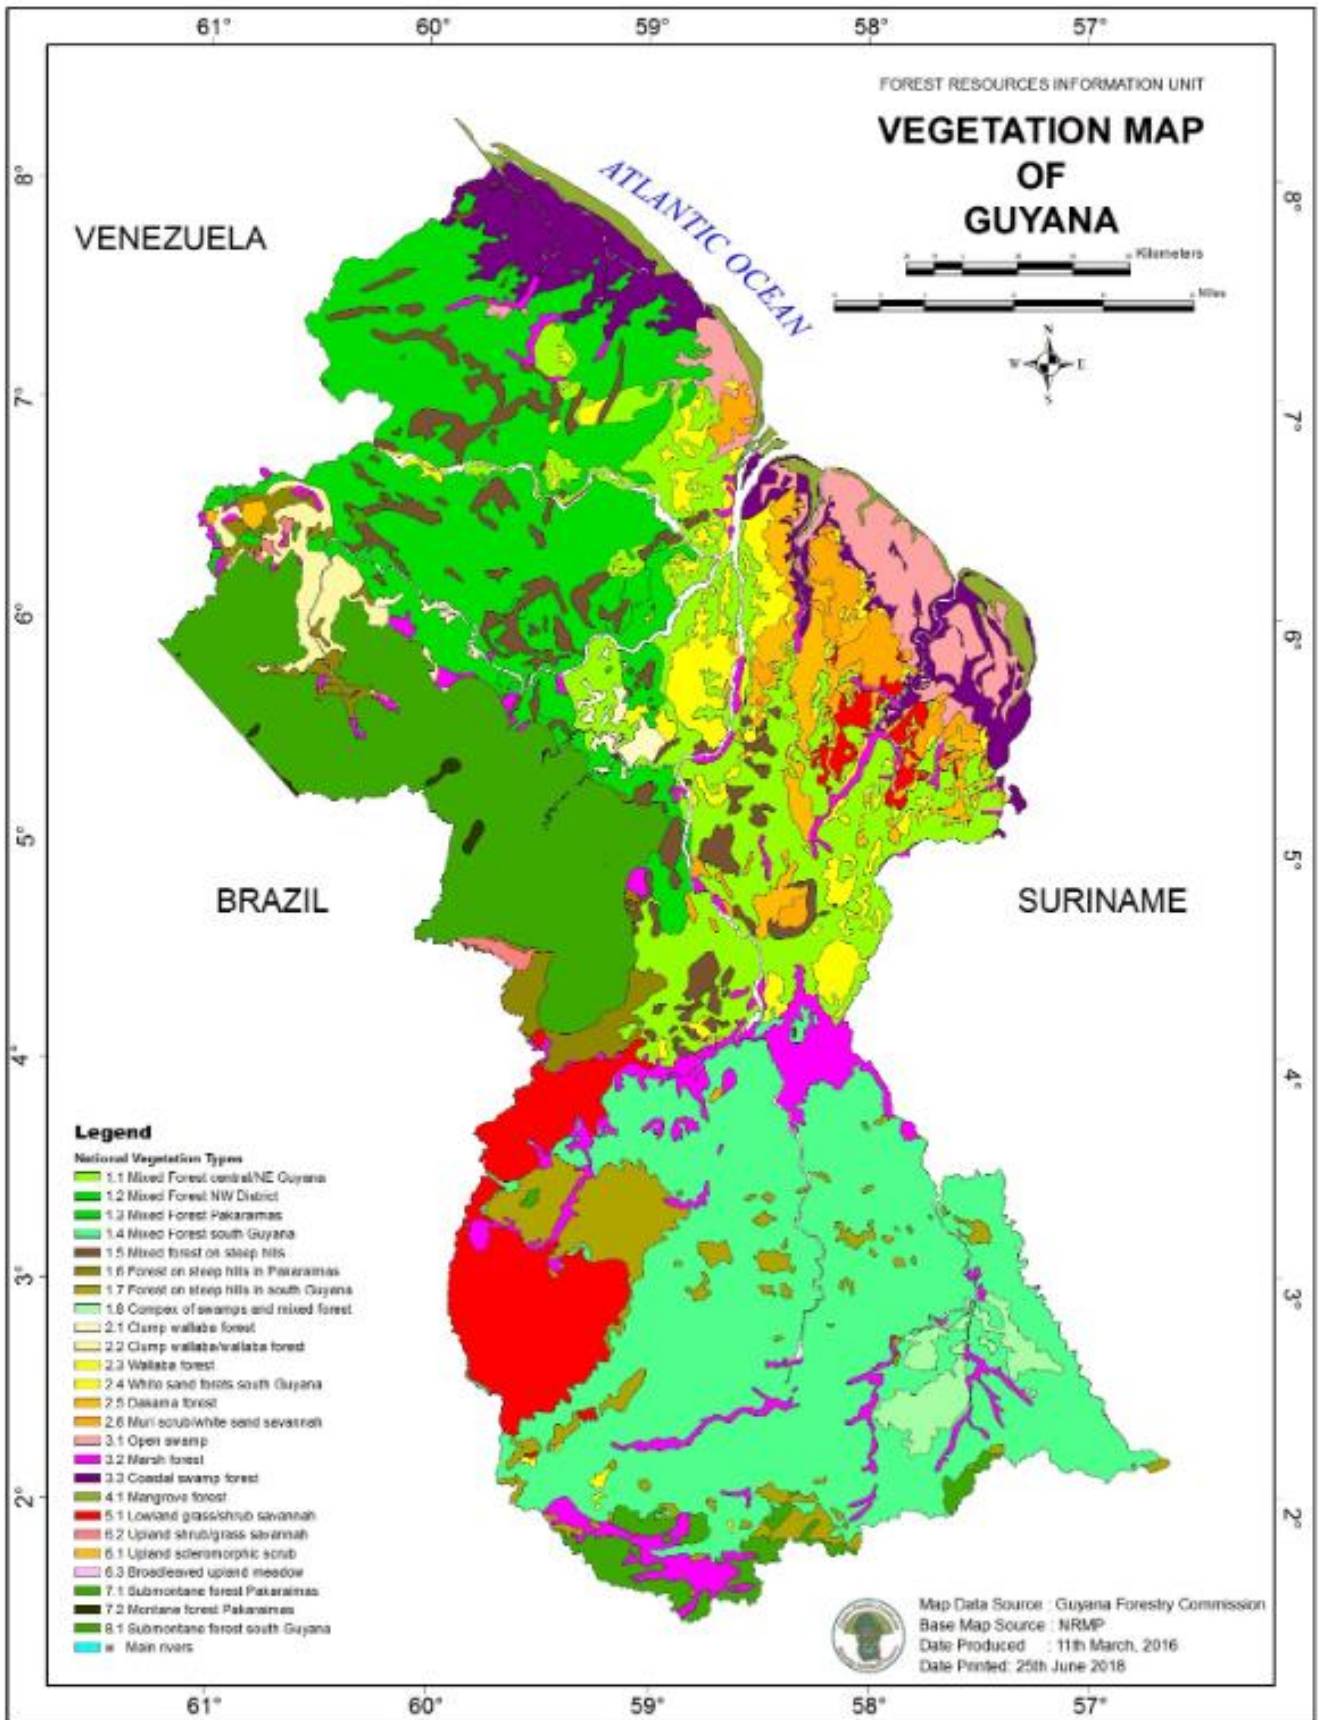 61° 60° 59° 58° 57°
FOREST RESOURCES INFORMATION UNIT
VEGETATION MAP
OF
GUYANA
Kilometers
Miles
N
W E
S
ATLANTIC OCEAN
VENEZUELA
BRAZIL
SURINAME
8°
7°
6°
5°
4°
3°
2°
8°
7°
6°
5°
4°
3°
2°
Legend
National Vegetation Types
1.1 Mixed Forest central/NE Guyana
1.2 Mixed Forest NW District
1.3 Mixed Forest Pakaraimas
1.4 Mixed Forest south Guyana
1.5 Mixed forest on steep hills
1.6 Forest on steep hills in Pakaraimas
1.7 Forest on steep hills in south Guyana
1.8 Compex of swamps and mixed forest
2.1 Clump wallaba forest
2.2 Clump wallaba/wallaba forest
2.3 Wallaba forest
2.4 White sand forets south Guyana
2.5 Dakama forest
2.6 Muri scrub/white sand savannah
3.1 Open swamp
3.2 Marsh forest
3.3 Coastal swamp forest
4.1 Mangrove forest
5.1 Lowland grass/shrub savannah
5.2 Upland shrub/grass savannah
6.1 Upland scleromorphic scrub
6.3 Broadleaved upland meadow
7.1 Submontane forest Pakaraimas
7.2 Montane forest Pakaraimas
8.1 Submontane forest south Guyana
Main rivers
Map Data Source : Guyana Forestry Commission
Base Map Source : NRMP
Date Produced : 11th March, 2016
Date Printed: 25th June 2018
61° 60° 59° 58° 57°